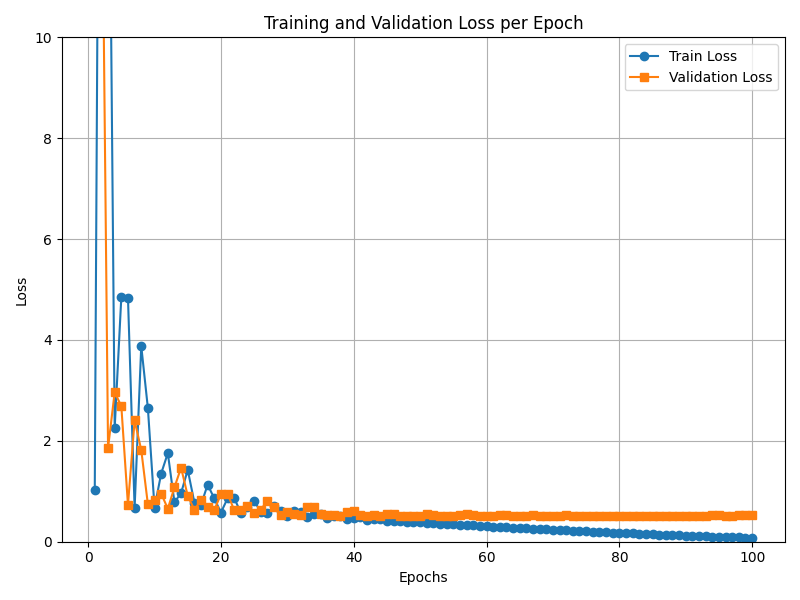 Training and Validation Loss per Epoch
Train Loss
Validation Loss
Loss
10
8
6
4
2
0
0 20 40 60 80 100
Epochs